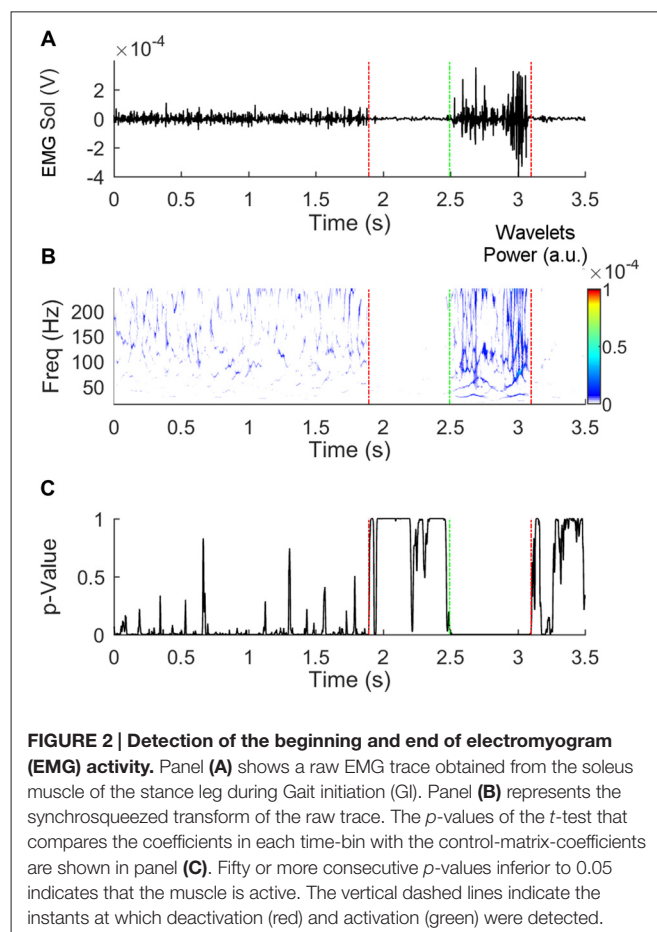 A
×10⁻⁴
EMG Sol (V)
2
0
-2
-4
0 0.5 1 1.5 2 2.5 3 3.5
Time (s)
Wavelets
Power (a.u.)
×10⁻⁴
B
Freq (Hz)
200
150
100
50
1
0.5
0
0 0.5 1 1.5 2 2.5 3 3.5
Time (s)
C
p-Value
1
0.5
0
0 0.5 1 1.5 2 2.5 3 3.5
Time (s)
FIGURE 2 | Detection of the beginning and end of electromyogram
(EMG) activity. Panel (A) shows a raw EMG trace obtained from the soleus
muscle of the stance leg during Gait initiation (GI). Panel (B) represents the
synchrosqueezed transform of the raw trace. The p-values of the t-test that
compares the coefficients in each time-bin with the control-matrix-coefficients
are shown in panel (C). Fifty or more consecutive p-values inferior to 0.05
indicates that the muscle is active. The vertical dashed lines indicate the
instants at which deactivation (red) and activation (green) were detected.